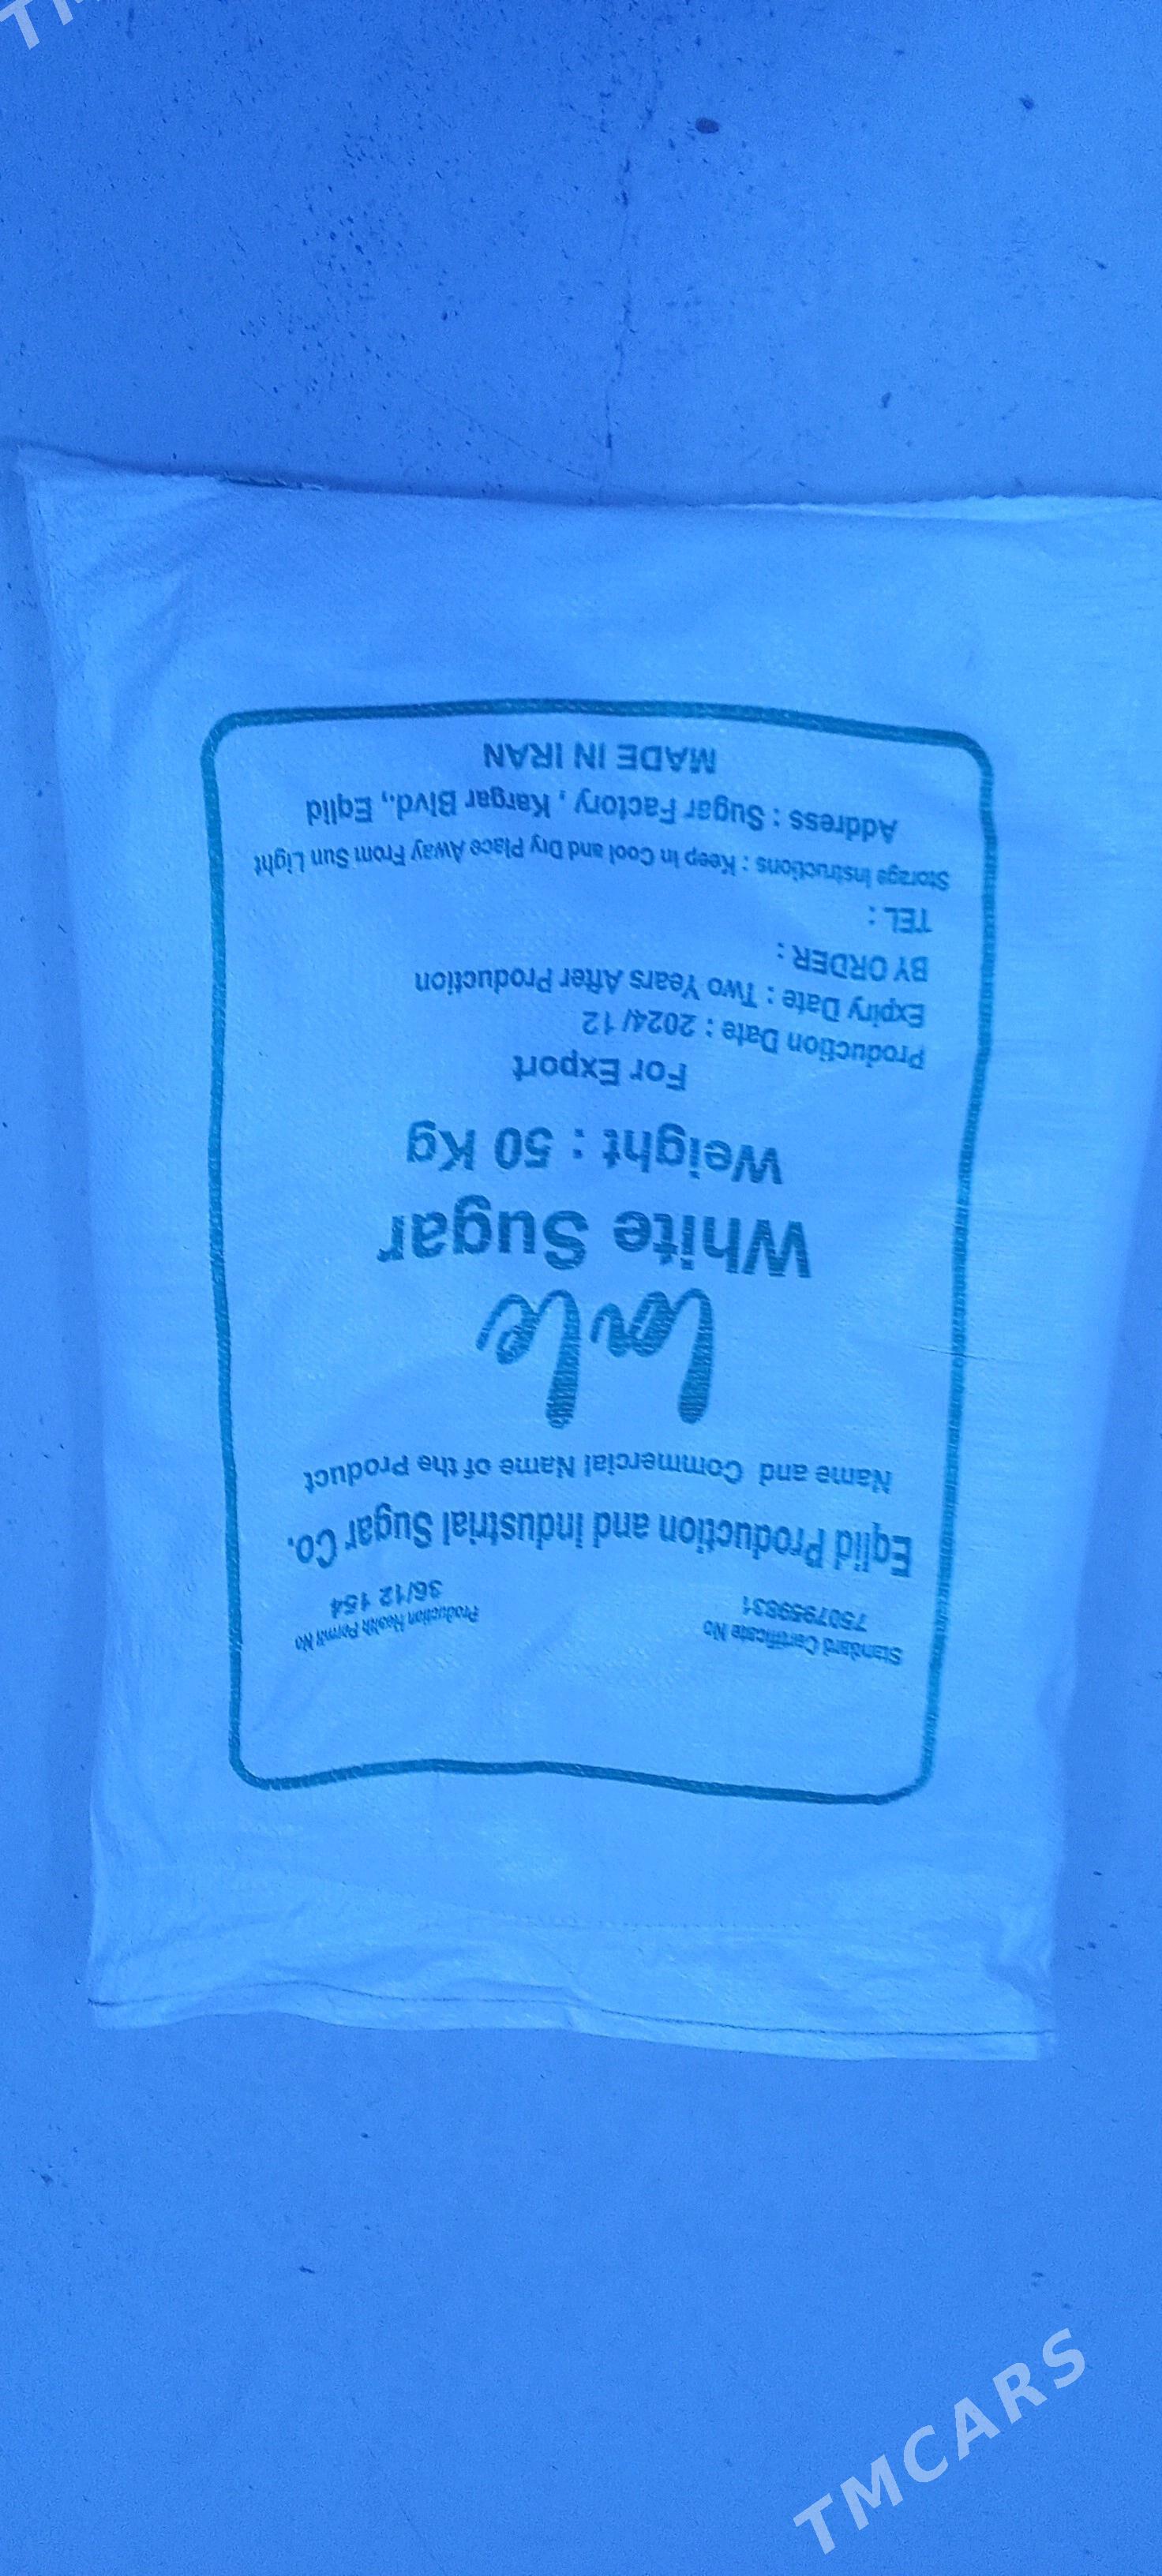 Standard Certificate No
7507959831
Production Health Permit No
36/12 154
Eqlid Production and industrial Sugar Co.
Name and Commercial Name of the Product
White Sugar
Weight : 50 Kg
For Export
Production Date : 2024/12
Expiry Date : Two Years After Production
BY ORDER :
TEL :
Storage Instructions : Keep in Cool and Dry Place Away From Sun Light
Address : Sugar Factory , Kargar Blvd., Eqlid
MADE IN IRAN
TMCARS